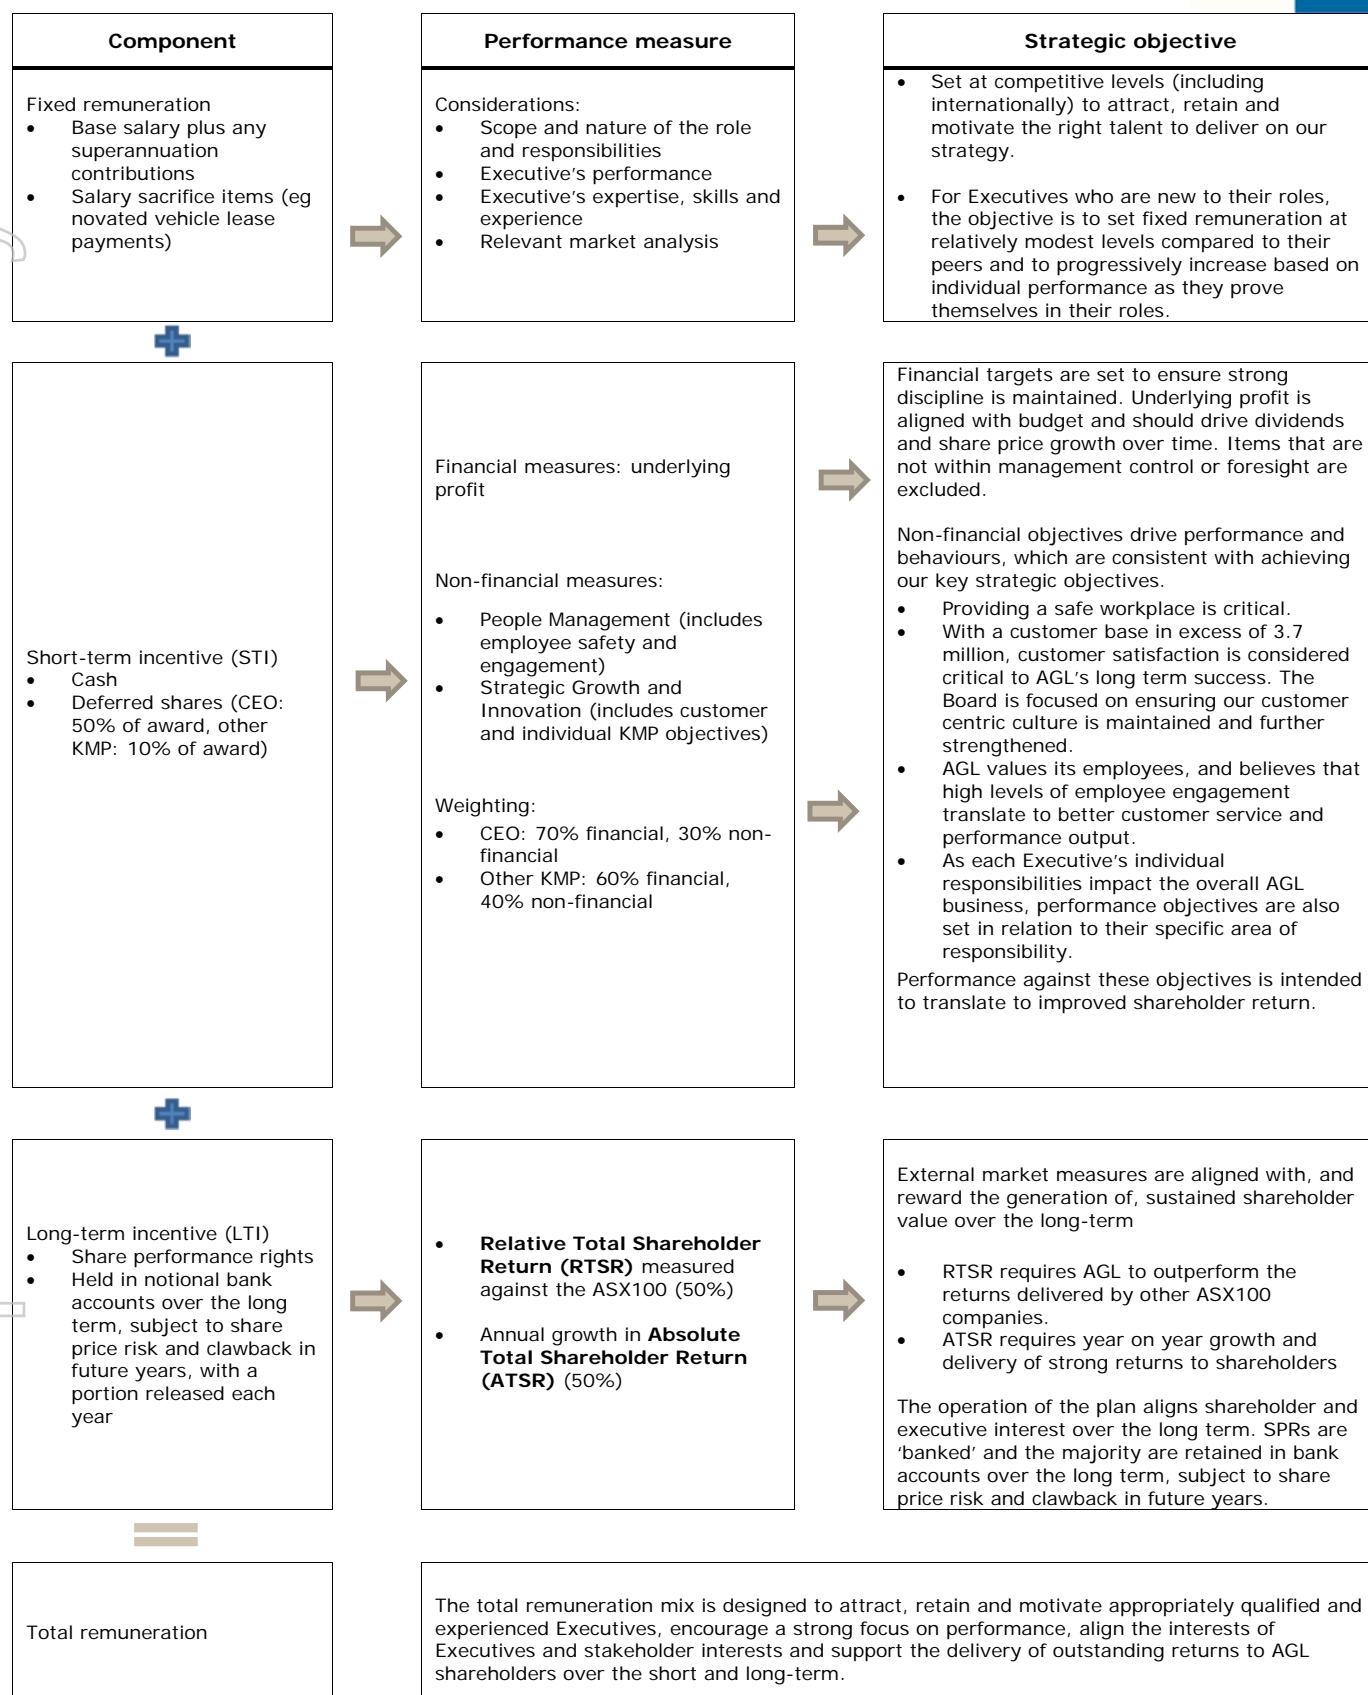 Component
Performance measure
Strategic objective
Fixed remuneration
• Base salary plus any
superannuation
contributions
• Salary sacrifice items (eg
novated vehicle lease
payments)
Considerations:
• Scope and nature of the role
and responsibilities
• Executive's performance
• Executive's expertise, skills and
experience
• Relevant market analysis
• Set at competitive levels (including
internationally) to attract, retain and
motivate the right talent to deliver on our
strategy.
• For Executives who are new to their roles,
the objective is to set fixed remuneration at
relatively modest levels compared to their
peers and to progressively increase based on
individual performance as they prove
themselves in their roles.
Short-term incentive (STI)
• Cash
• Deferred shares (CEO:
50% of award, other
KMP: 10% of award)
Financial measures: underlying
profit
Non-financial measures:
• People Management (includes
employee safety and
engagement)
• Strategic Growth and
Innovation (includes customer
and individual KMP objectives)
Weighting:
• CEO: 70% financial, 30% non-
financial
• Other KMP: 60% financial,
40% non-financial
Financial targets are set to ensure strong
discipline is maintained. Underlying profit is
aligned with budget and should drive dividends
and share price growth over time. Items that are
not within management control or foresight are
excluded.
Non-financial objectives drive performance and
behaviours, which are consistent with achieving
our key strategic objectives.
• Providing a safe workplace is critical.
• With a customer base in excess of 3.7
million, customer satisfaction is considered
critical to AGL's long term success. The
Board is focused on ensuring our customer
centric culture is maintained and further
strengthened.
• AGL values its employees, and believes that
high levels of employee engagement
translate to better customer service and
performance output.
• As each Executive's individual
responsibilities impact the overall AGL
business, performance objectives are also
set in relation to their specific area of
responsibility.
Performance against these objectives is intended
to translate to improved shareholder return.
Long-term incentive (LTI)
• Share performance rights
• Held in notional bank
accounts over the long
term, subject to share
price risk and clawback in
future years, with a
portion released each
year
• Relative Total Shareholder
Return (RTSR) measured
against the ASX100 (50%)
• Annual growth in Absolute
Total Shareholder Return
(ATSR) (50%)
External market measures are aligned with, and
reward the generation of, sustained shareholder
value over the long-term
• RTSR requires AGL to outperform the
returns delivered by other ASX100
companies.
• ATSR requires year on year growth and
delivery of strong returns to shareholders
The operation of the plan aligns shareholder and
executive interest over the long term. SPRs are
'banked' and the majority are retained in bank
accounts over the long term, subject to share
price risk and clawback in future years.
Total remuneration
The total remuneration mix is designed to attract, retain and motivate appropriately qualified and
experienced Executives, encourage a strong focus on performance, align the interests of
Executives and stakeholder interests and support the delivery of outstanding returns to AGL
shareholders over the short and long-term.